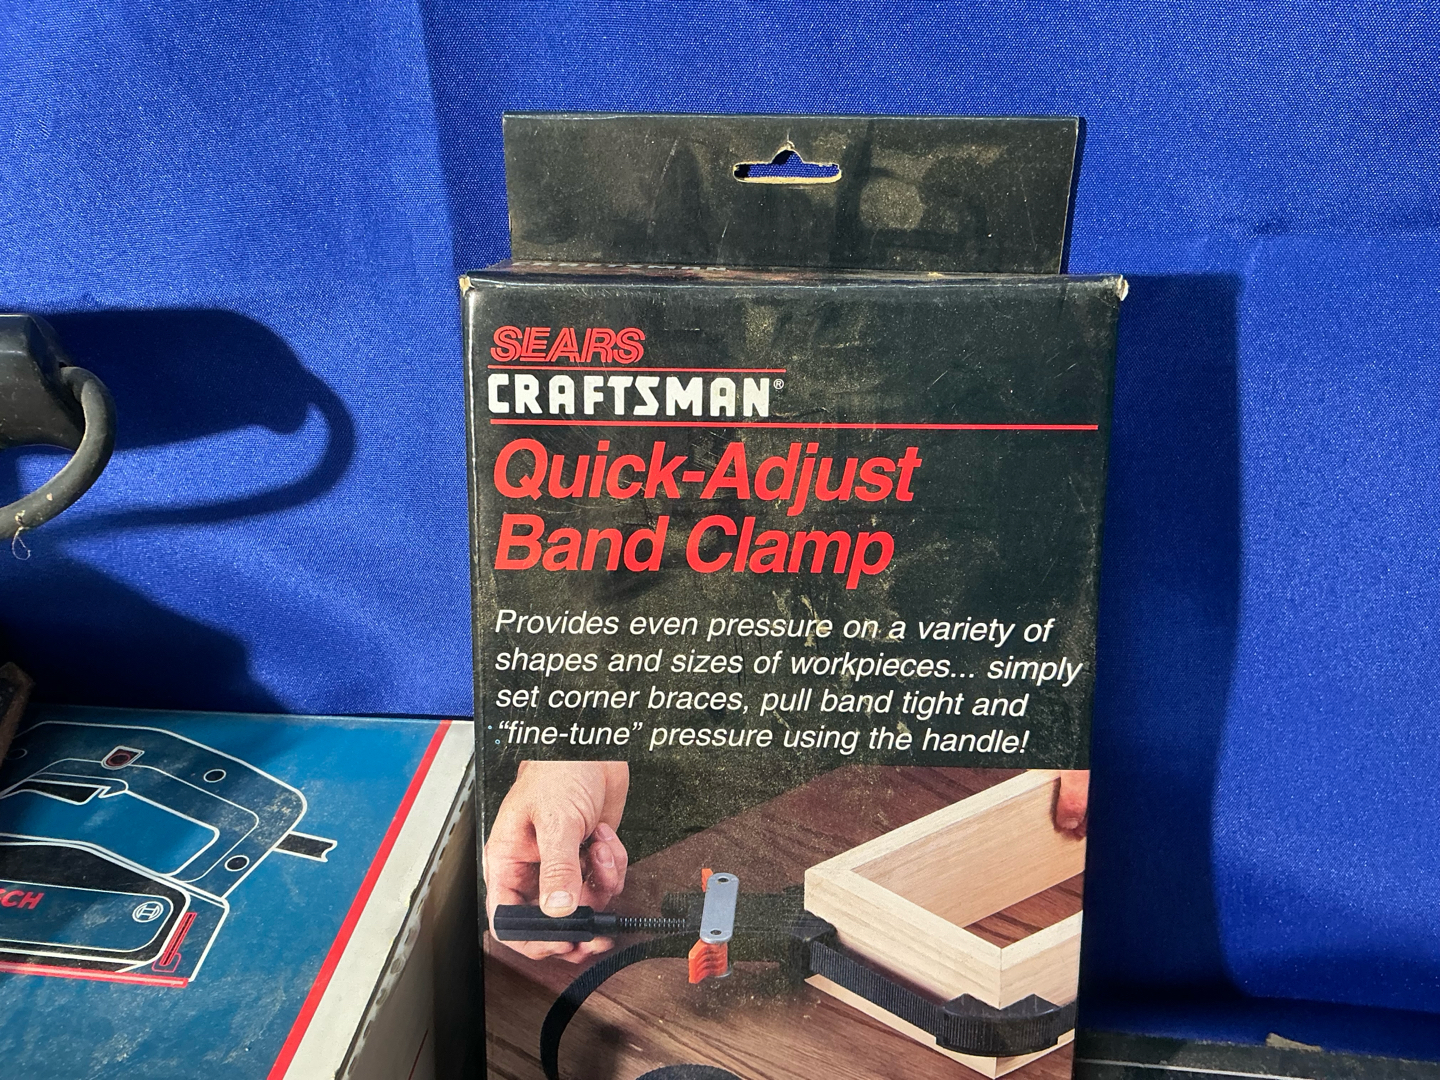 SEARS
CRAFTSMAN®
Quick-Adjust
Band Clamp
Provides even pressure on a variety of
shapes and sizes of workpieces... simply
set corner braces, pull band tight and
“fine-tune” pressure using the handle!
CH